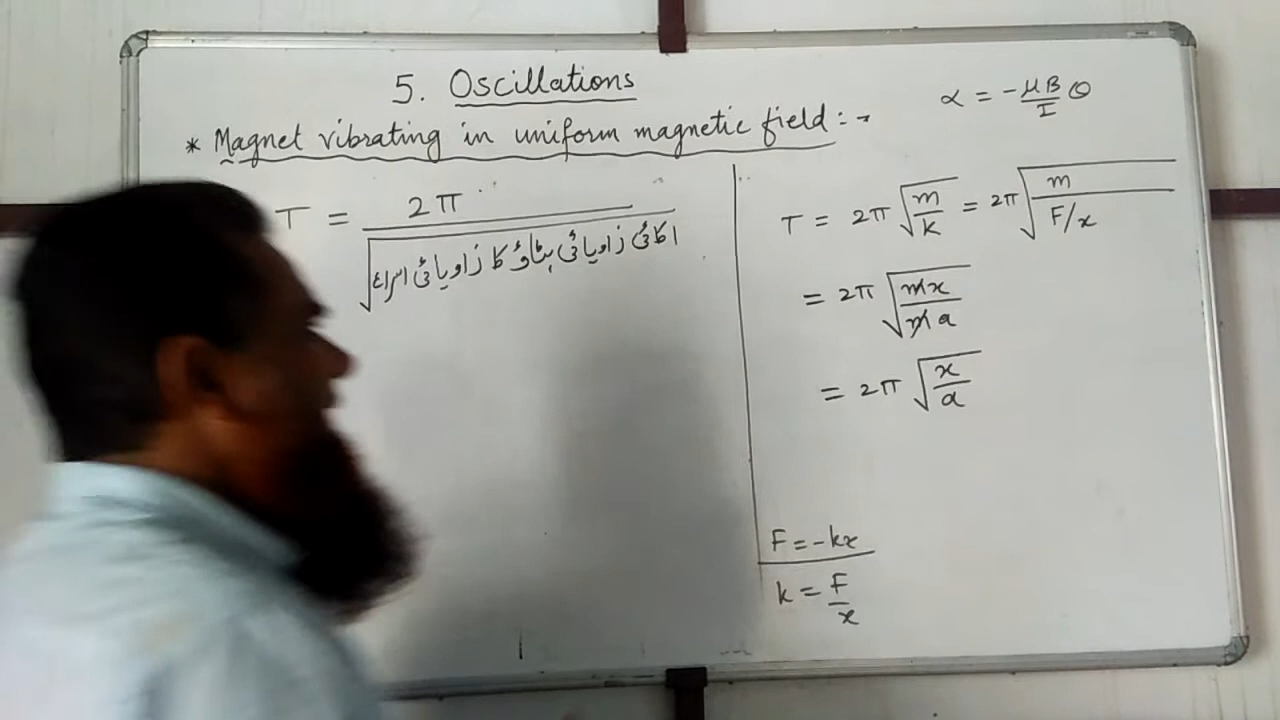 5. Oscillations
α = -μB/I θ
* Magnet vibrating in uniform magnetic field:→
T = 2π / √اکائی زاویائی ہٹاؤ کا زاویائی اسراع
T = 2π √(m/k) = 2π √(m/(F/x))
= 2π √(mx/ma)
= 2π √(x/a)
F = -kx
k = F/x